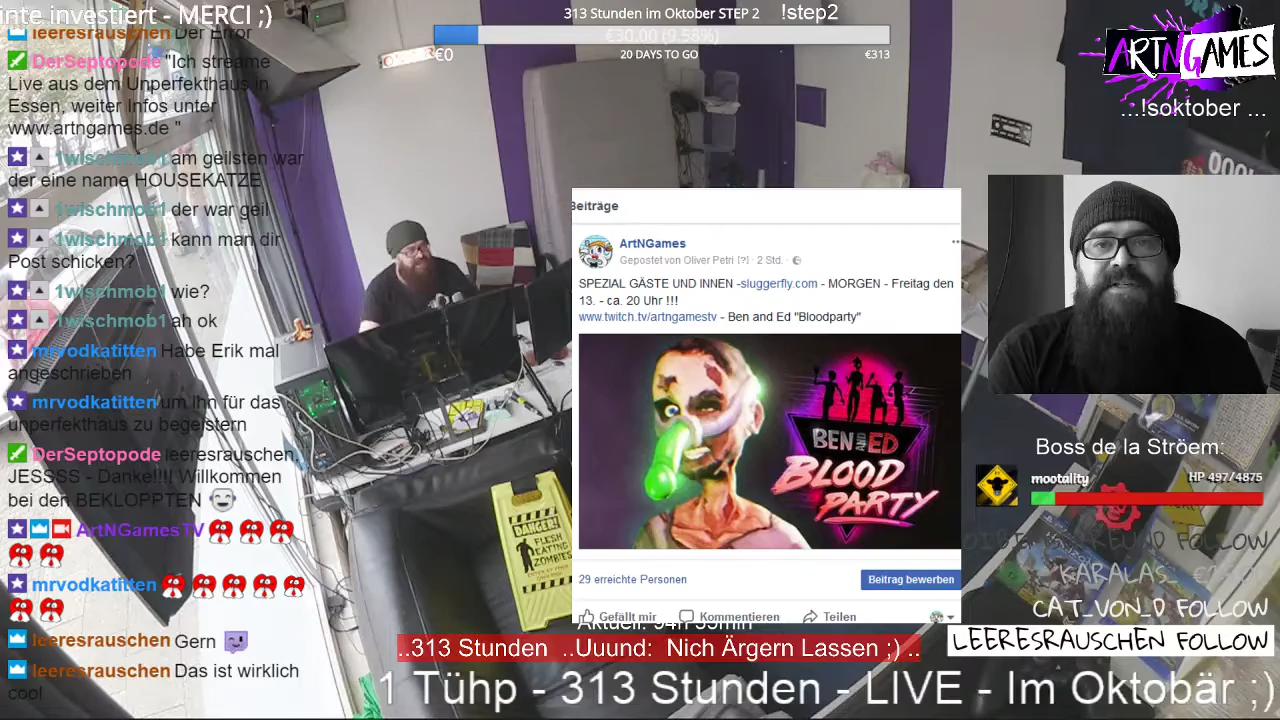 inte investiert - MERCI ;)
leeresrauschen Der Error
DerSeptopode "Ich streame
Live aus dem Unperfekthaus in
Essen, weiter Infos unter
www.artngames.de "
1wischmob1 am geilsten war
der eine name HOUSEKATZE
1wischmob1 der war geil
1wischmob1 kann man dir
Post schicken?
1wischmob1 wie?
1wischmob1 ah ok
mrvodkatitten Habe Erik mal
angeschrieben
mrvodkatitten um ihn für das
unperfekthaus zu begeistern
DerSeptopode leeresrauschen,
JESSSS - Danke!!!! Willkommen
bei den BEKLOPPTEN
ArtNGamesTV
mrvodkatitten
leeresrauschen Gern
leeresrauschen Das ist wirklich
cool
313 Stunden im Oktober STEP 2 !step2
€30.00 (9.58%)
€0 20 DAYS TO GO €313
ARTNGAMES
...!soktober ...
Beiträge
ArtNGames
Gepostet von Oliver Petri [?] · 2 Std. ·
SPEZIAL GÄSTE UND INNEN -sluggerfly.com - MORGEN - Freitag den
13. - ca. 20 Uhr !!!
www.twitch.tv/artngamestv - Ben and Ed "Bloodparty"
BEN AND ED
BLOOD
PARTY
29 erreichte Personen Beitrag bewerben
Gefällt mir Kommentieren Teilen
DANGER!
FLESH
EATING
ZOMBIES
Boss de la Ströem:
mootality HP 497/4875
FOLLOW
KARALAS_
CAT_VON_D FOLLOW
LEERESRAUSCHEN FOLLOW
..313 Stunden ..Uuund: Nich Ärgern Lassen ;) ..
1 Tühp - 313 Stunden - LIVE - Im Oktobär ;)